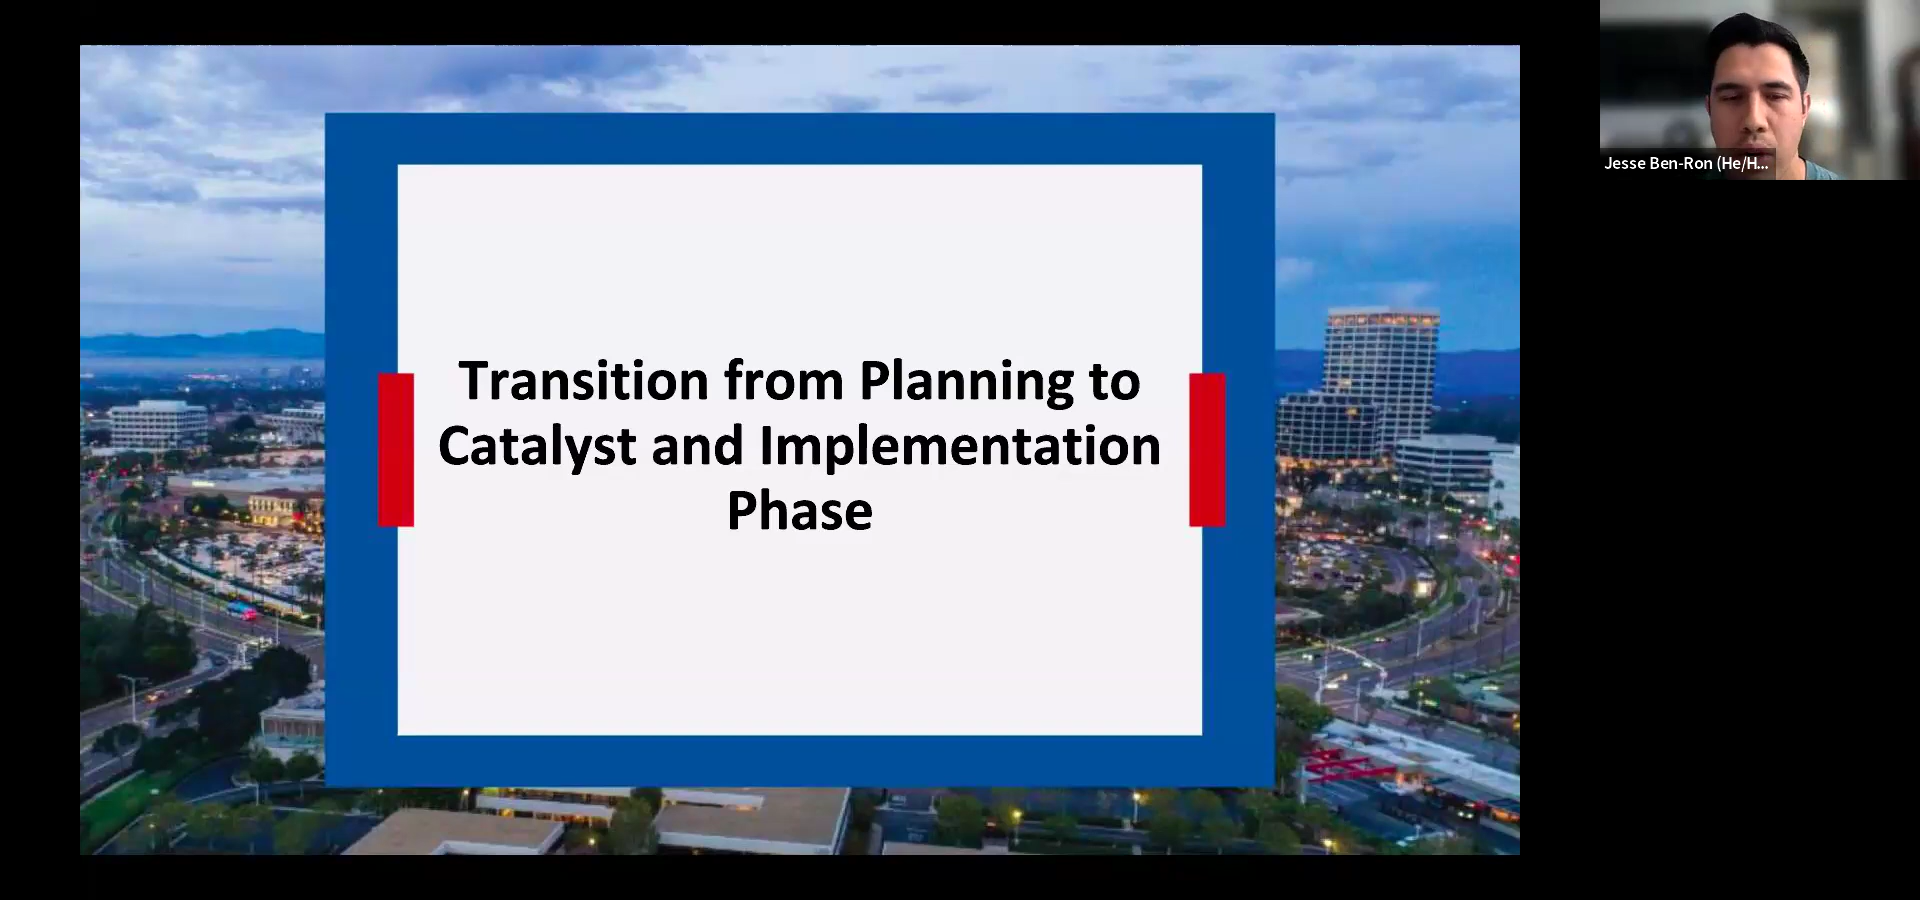 Transition from Planning to
Catalyst and Implementation
Phase
Jesse Ben-Ron (He/H...